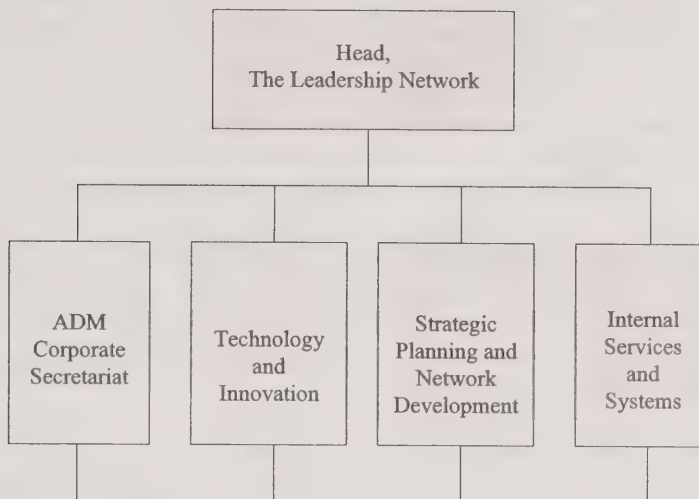 Head,
The Leadership Network
ADM
Corporate
Secretariat
Technology
and
Innovation
Strategic
Planning and
Network
Development
Internal
Services
and
Systems